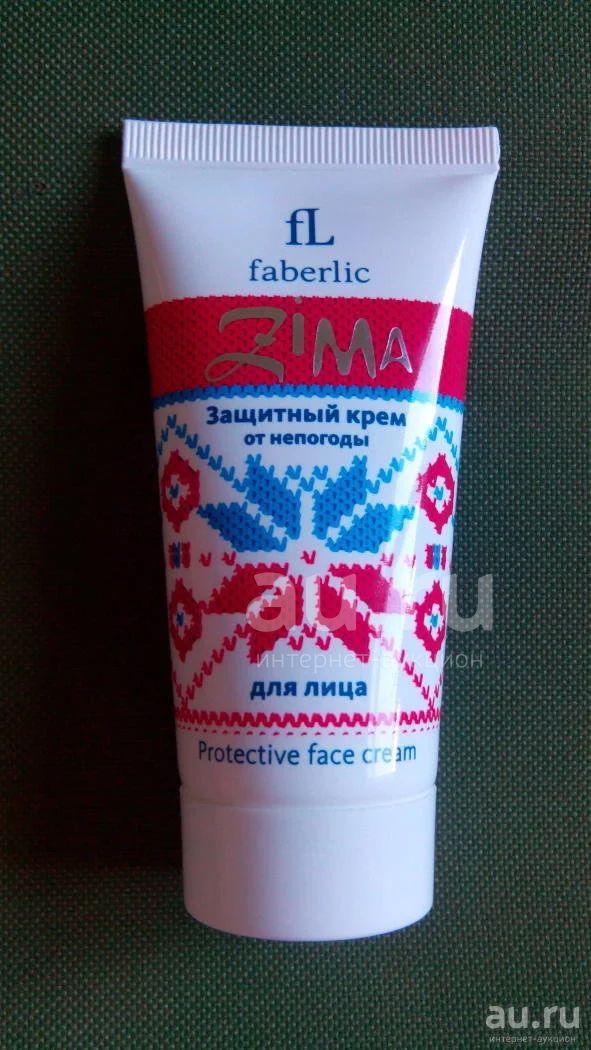 fL
faberlic
ZiMA
Защитный крем
от непогоды
au.ru
интернет-аукцион
для лица
Protective face cream
au.ru
интернет-аукцион